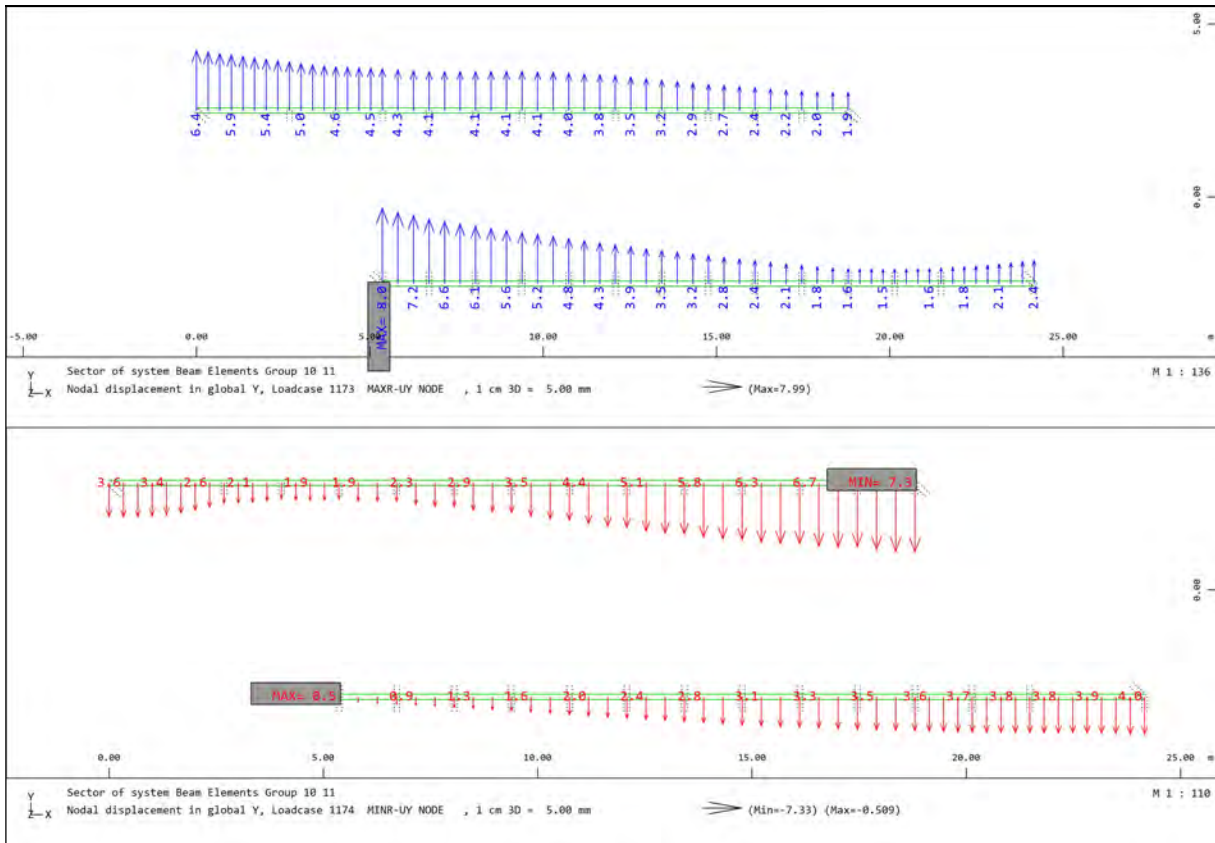 5.00
6.4 5.9 5.4 5.0 4.6 4.5 4.3 4.1 4.1 4.1 4.1 4.0 3.8 3.5 3.2 2.9 2.7 2.4 2.2 2.0 1.9
0.00
MAX= 8.0 7.2 6.6 6.1 5.6 5.2 4.8 4.3 3.9 3.5 3.2 2.8 2.4 2.1 1.8 1.6 1.5 1.6 1.8 2.1 2.4
-5.00 0.00 5.00 10.00 15.00 20.00 25.00 m
Y Sector of system Beam Elements Group 10 11 M 1 : 136
Z X Nodal displacement in global Y, Loadcase 1173 MAXR-UY NODE , 1 cm 3D = 5.00 mm (Max=7.99)
3.6 3.4 2.6 2.1 1.9 1.9 2.3 2.9 3.5 4.4 5.1 5.8 6.3 6.7 MIN= 7.3
0.00
MAX= 0.5 0.9 1.3 1.6 2.0 2.4 2.8 3.1 3.3 3.5 3.6 3.7 3.8 3.8 3.9 4.0
0.00 5.00 10.00 15.00 20.00 25.00 m
Y Sector of system Beam Elements Group 10 11 M 1 : 110
Z X Nodal displacement in global Y, Loadcase 1174 MINR-UY NODE , 1 cm 3D = 5.00 mm (Min=-7.33) (Max=-0.509)